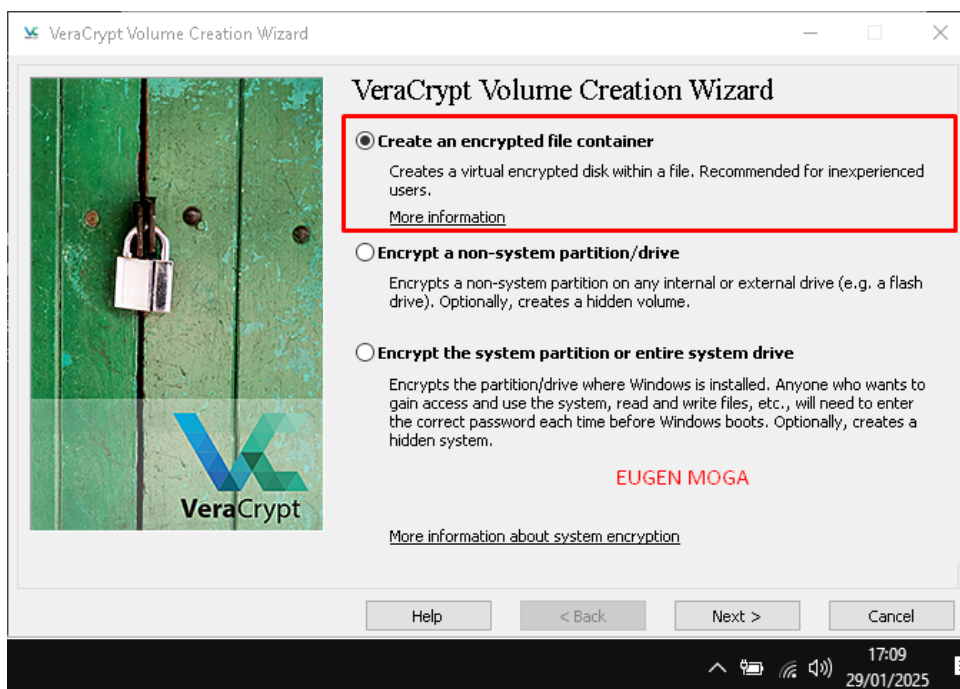 VeraCrypt Volume Creation Wizard
VeraCrypt Volume Creation Wizard
Create an encrypted file container
Creates a virtual encrypted disk within a file. Recommended for inexperienced
users.
More information
Encrypt a non-system partition/drive
Encrypts a non-system partition on any internal or external drive (e.g. a flash
drive). Optionally, creates a hidden volume.
Encrypt the system partition or entire system drive
Encrypts the partition/drive where Windows is installed. Anyone who wants to
gain access and use the system, read and write files, etc., will need to enter
the correct password each time before Windows boots. Optionally, creates a
hidden system.
EUGEN MOGA
VeraCrypt
More information about system encryption
Help
< Back
Next >
Cancel
17:09
29/01/2025